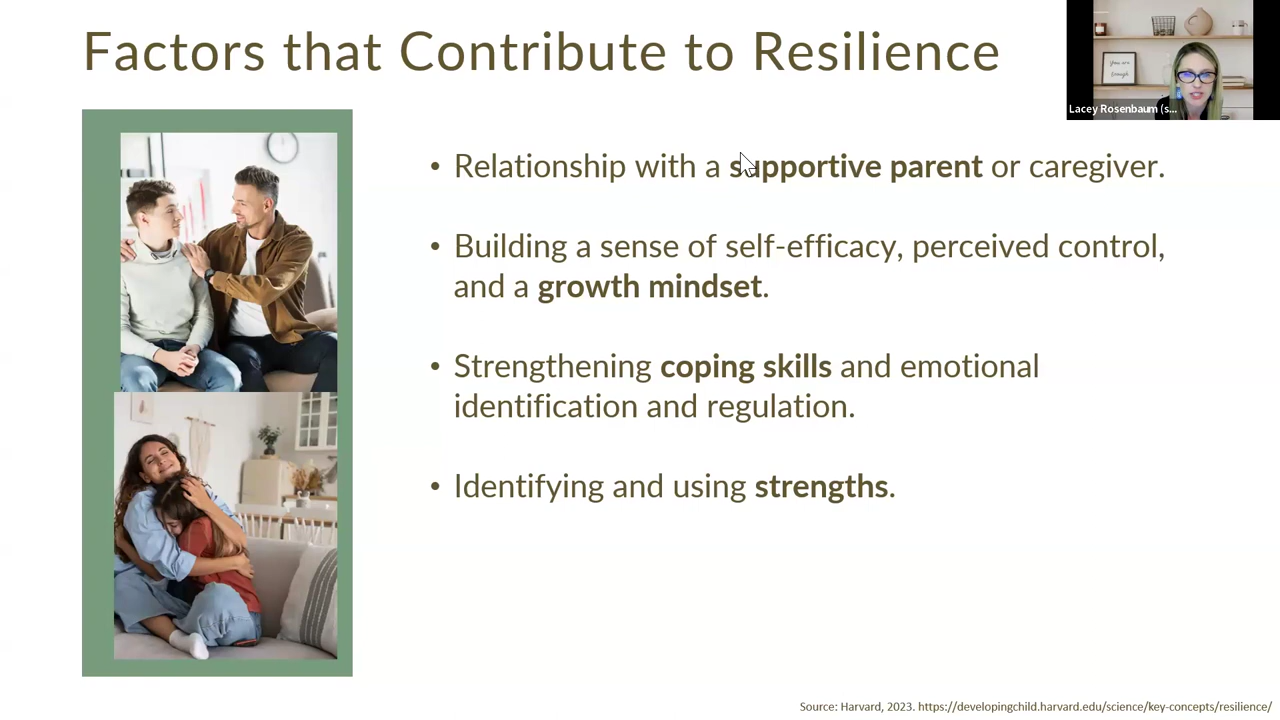 Factors that Contribute to Resilience
Lacey Rosenbaum (s...
• Relationship with a supportive parent or caregiver.
• Building a sense of self-efficacy, perceived control,
and a growth mindset.
• Strengthening coping skills and emotional
identification and regulation.
• Identifying and using strengths.
Source: Harvard, 2023. https://developingchild.harvard.edu/science/key-concepts/resilience/